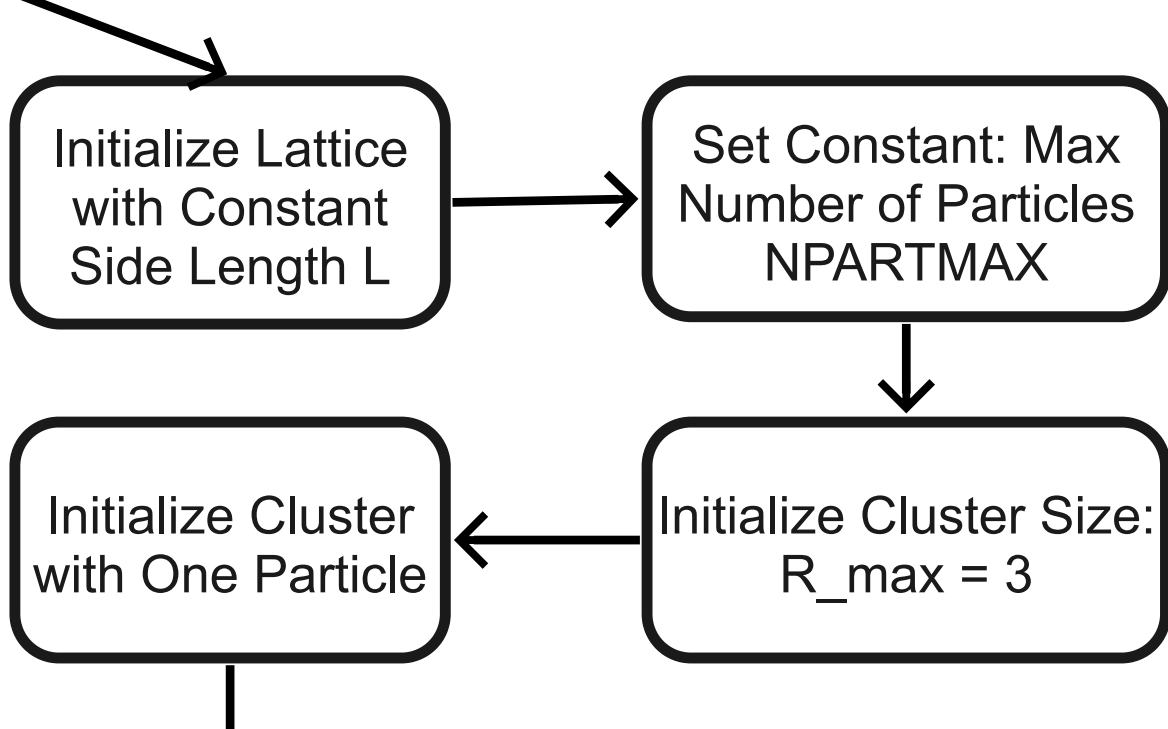 Initialize Lattice
with Constant
Side Length L
Set Constant: Max
Number of Particles
NPARTMAX
Initialize Cluster Size:
R_max = 3
Initialize Cluster
with One Particle